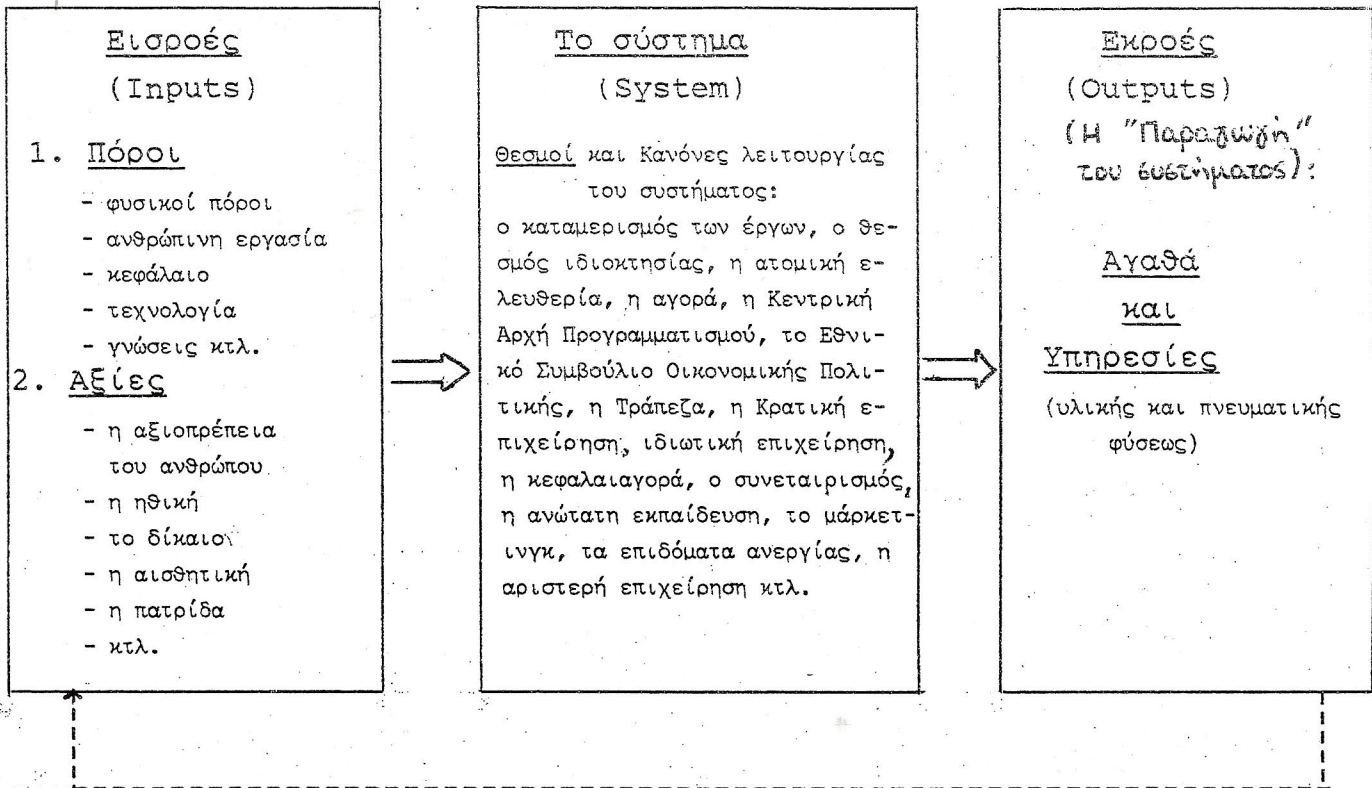 Εισροές
(Inputs)
1. Πόροι
- φυσικοί πόροι
- ανθρώπινη εργασία
- κεφάλαιο
- τεχνολογία
- γνώσεις κτλ.
2. Αξίες
- η αξιοπρέπεια
του ανθρώπου
- η ηθική
- το δίκαιο
- η αισθητική
- η πατρίδα
- κτλ.
Το σύστημα
(System)
Θεσμοί και Κανόνες λειτουργίας
του συστήματος:
ο καταμερισμός των έργων, ο θε-
σμός ιδιοκτησίας, η ατομική ε-
λευθερία, η αγορά, η Κεντρική
Αρχή Προγραμματισμού, το Εθνι-
κό Συμβούλιο Οικονομικής Πολι-
τικής, η Τράπεζα, η Κρατική ε-
πιχείρηση, ιδιωτική επιχείρηση,
η κεφαλαιαγορά, ο συνεταιρισμός,
η ανώτατη εκπαίδευση, το μάρκετ-
ινγκ, τα επιδόματα ανεργίας, η
αριστερή επιχείρηση κτλ.
Εκροές
(Outputs)
(Η "Παραγωγή"
του συστήματος):
Αγαθά
και
Υπηρεσίες
(υλικής και πνευματικής
φύσεως)